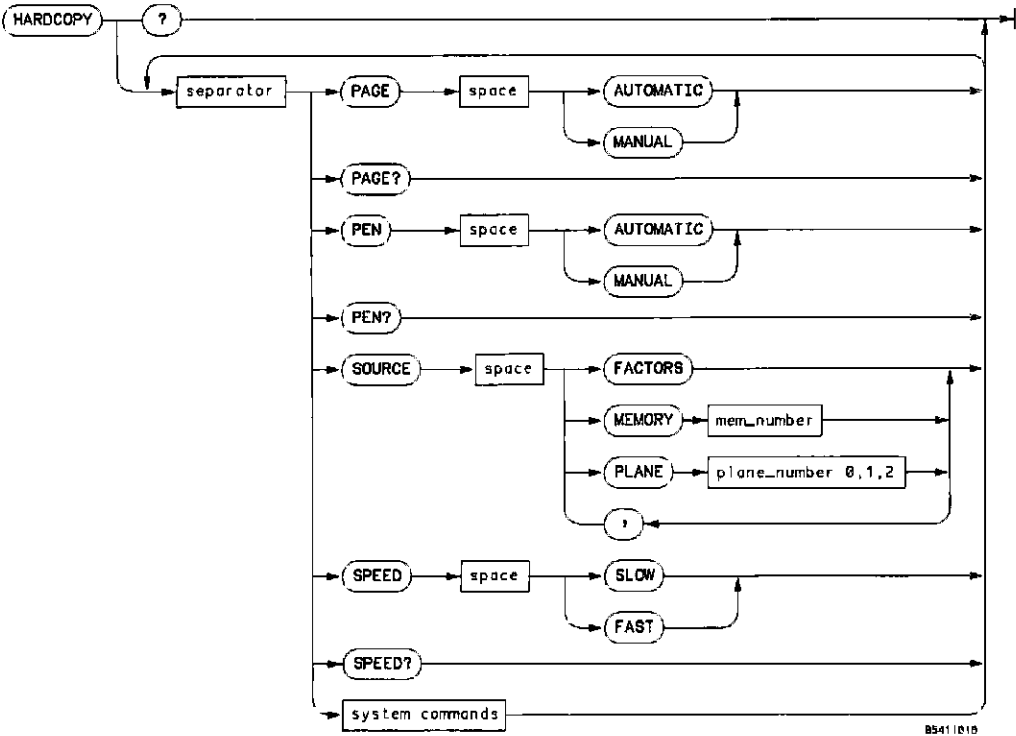 HARDCOPY ?
separator PAGE space AUTOMATIC
MANUAL
PAGE?
PEN space AUTOMATIC
MANUAL
PEN?
SOURCE space FACTORS
MEMORY mem_number
PLANE plane_number 0,1,2
,
SPEED space SLOW
FAST
SPEED?
system commands